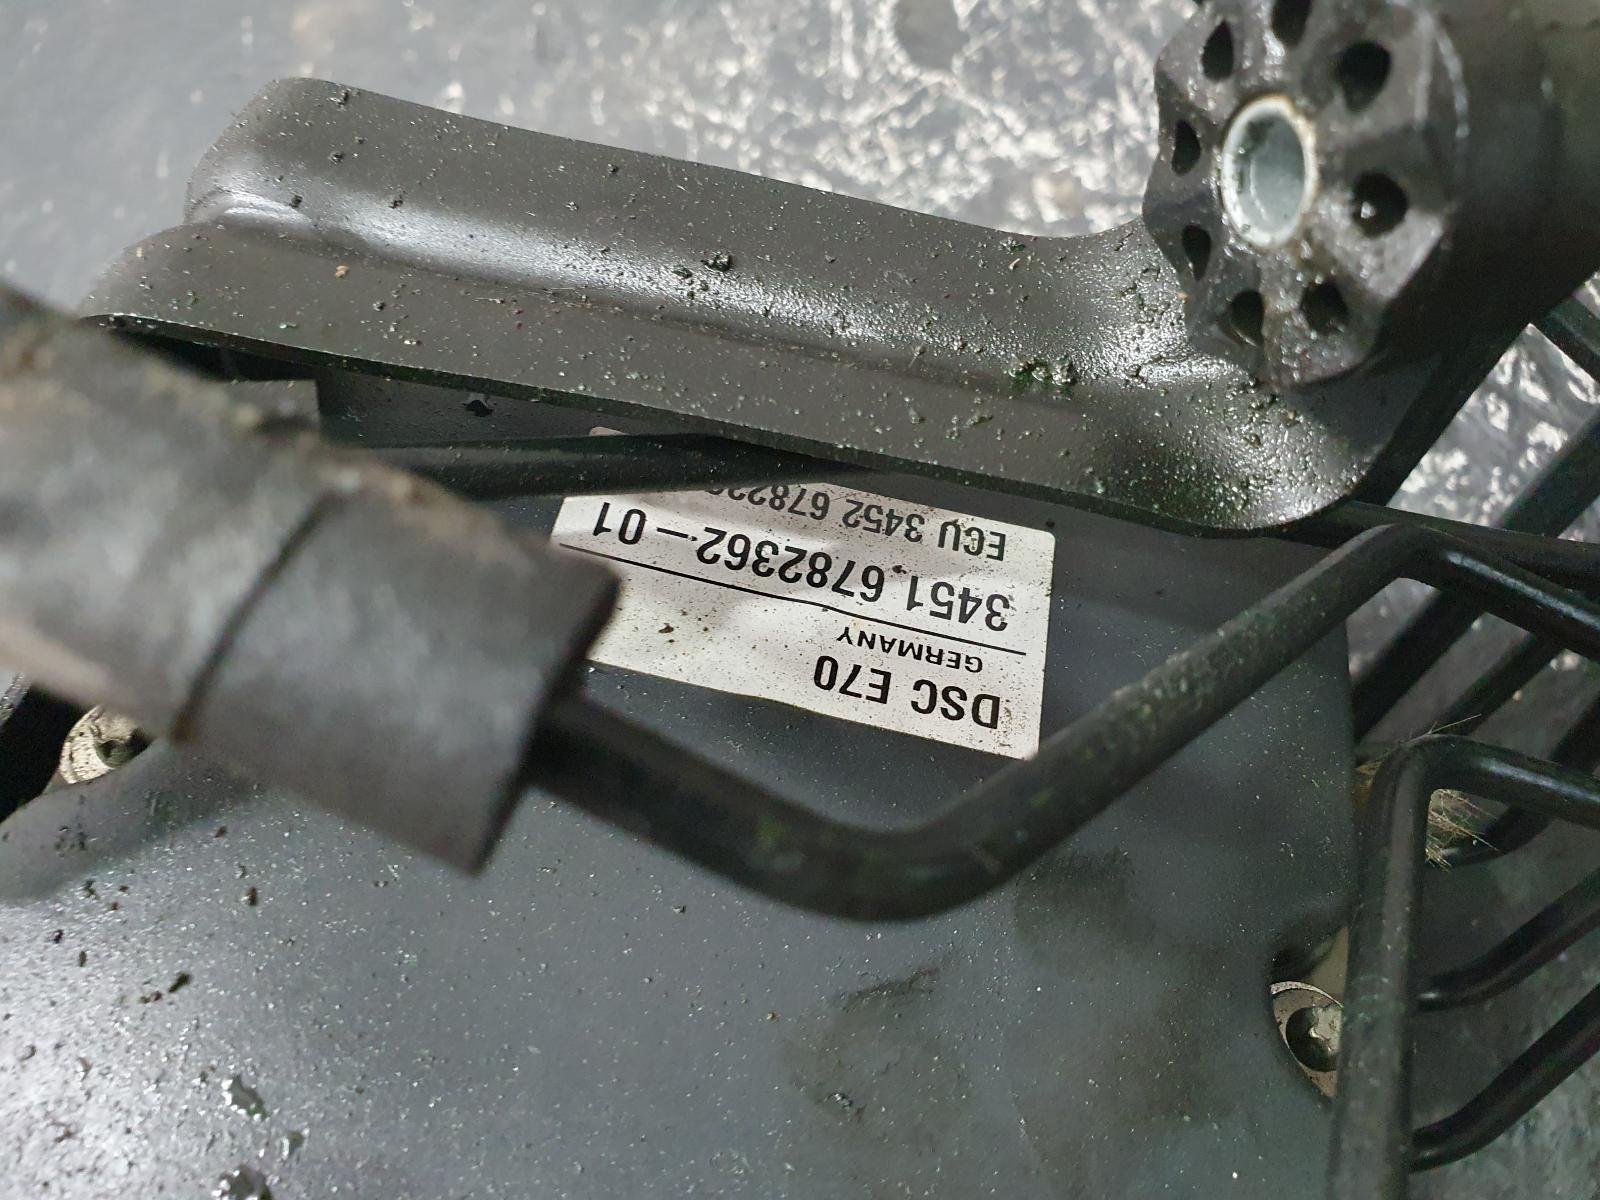 DSC E70
GERMANY
3451.6782362-01
ECU 3452